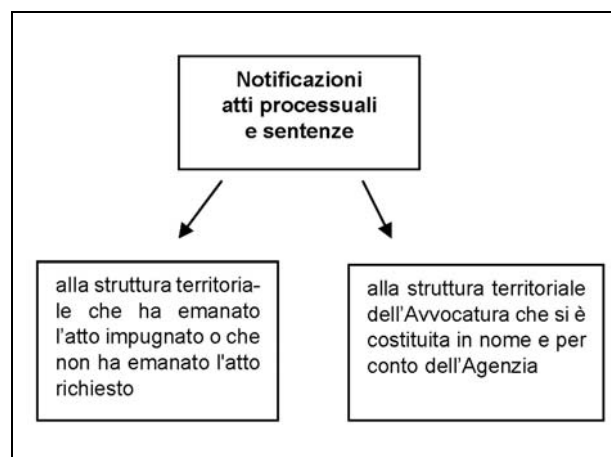 Notificazioni
atti processuali
e sentenze
alla struttura territoria-
le che ha emanato
l'atto impugnato o che
non ha emanato l'atto
richiesto
alla struttura territoriale
dell'Avvocatura che si è
costituita in nome e per
conto dell'Agenzia